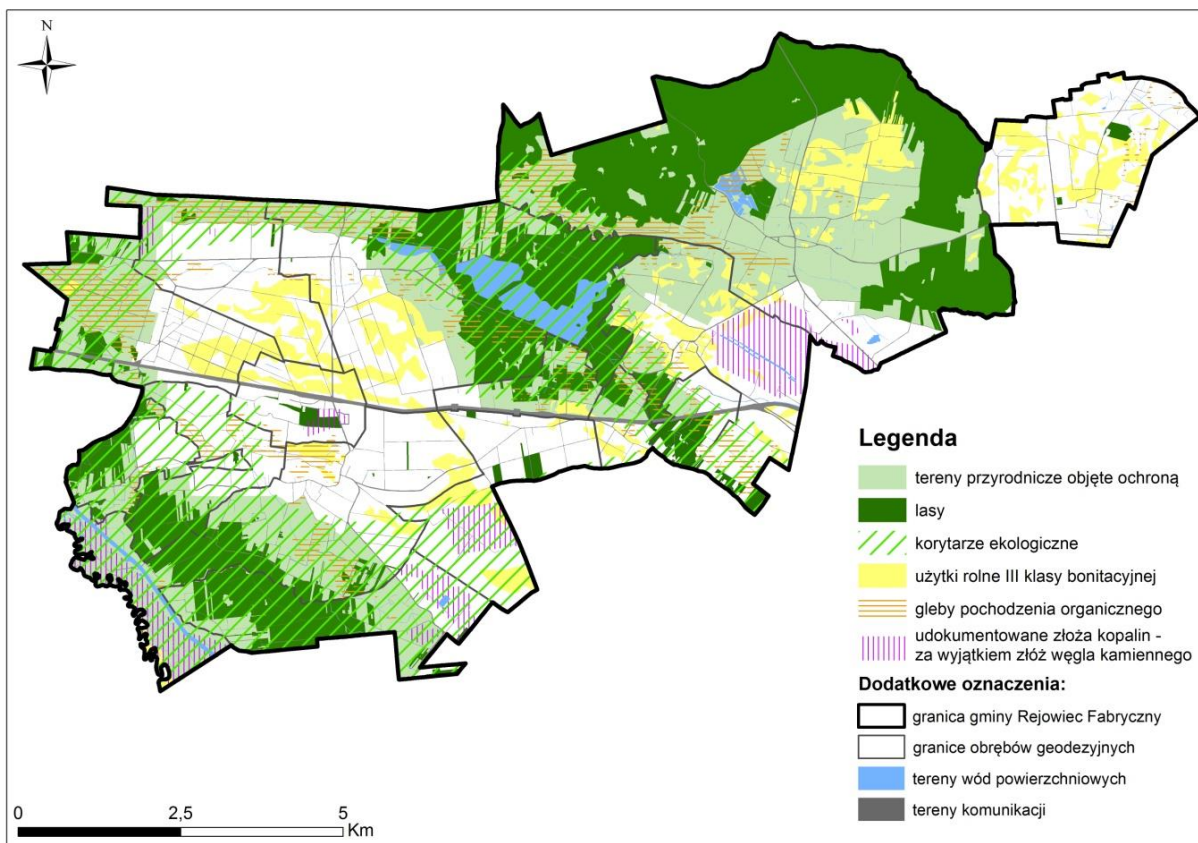 N
Legenda
tereny przyrodnicze objęte ochroną
lasy
korytarze ekologiczne
użytki rolne III klasy bonitacyjnej
gleby pochodzenia organicznego
udokumentowane złoża kopalin -
za wyjątkiem złóż węgla kamiennego
Dodatkowe oznaczenia:
granica gminy Rejowiec Fabryczny
granice obrębów geodezyjnych
tereny wód powierzchniowych
tereny komunikacji
0 2,5 5
Km